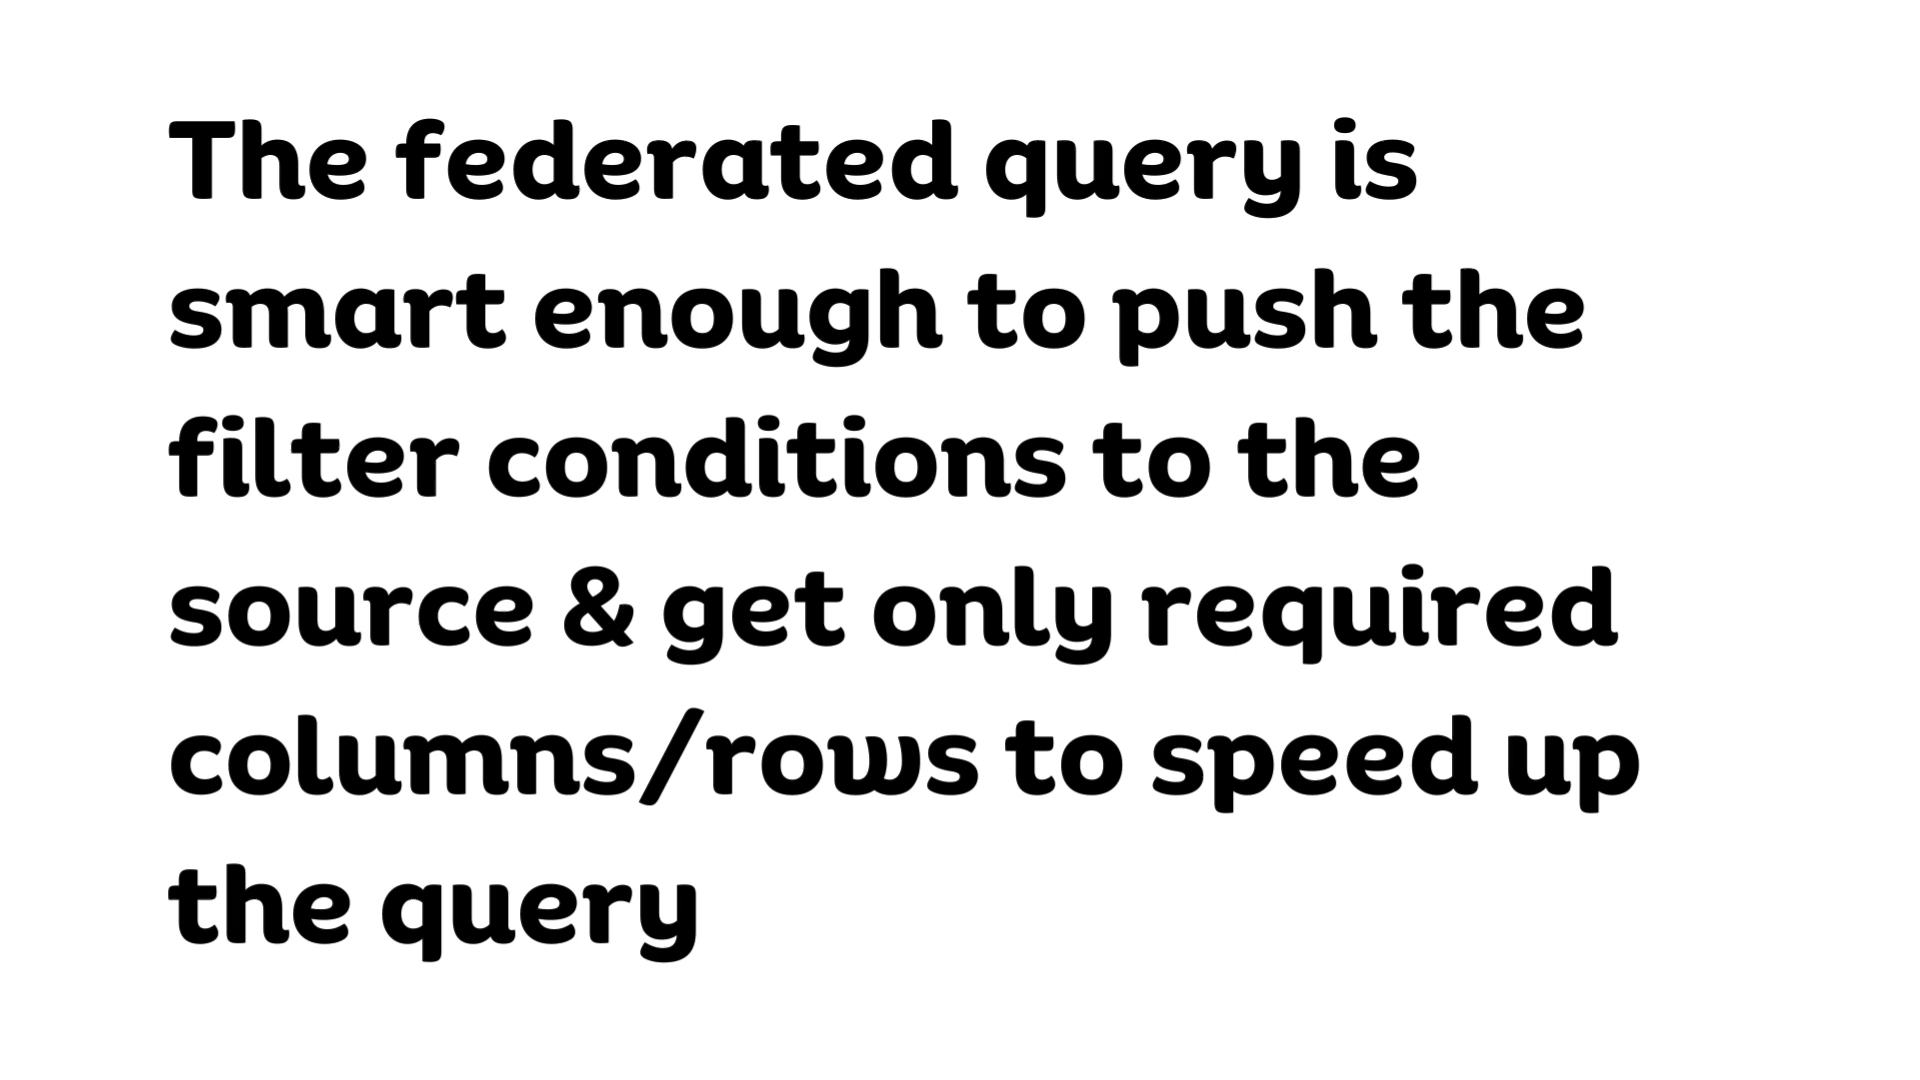 The federated query is
smart enough to push the
filter conditions to the
source & get only required
columns/rows to speed up
the query